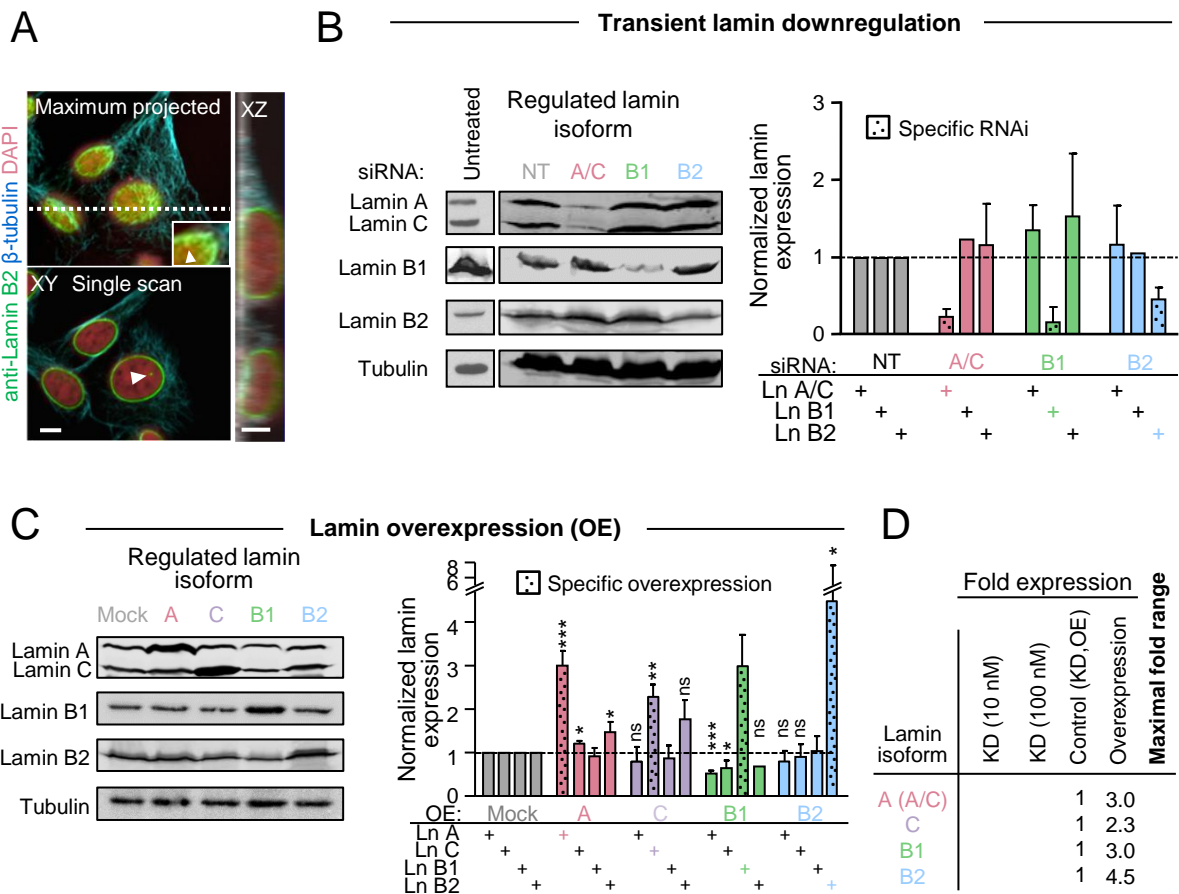 A
anti-Lamin B2 β-tubulin DAPI
Maximum projected
XZ
XY Single scan
B
Transient lamin downregulation
Untreated
Regulated lamin
isoform
siRNA: NT A/C B1 B2
Lamin A
Lamin C
Lamin B1
Lamin B2
Tubulin
Normalized lamin
expression
3
2
1
0
Specific RNAi
siRNA: NT A/C B1 B2
Ln A/C + + + +
Ln B1 + + + +
Ln B2 + + + +
C
Lamin overexpression (OE)
Regulated lamin
isoform
Mock A C B1 B2
Lamin A
Lamin C
Lamin B1
Lamin B2
Tubulin
Normalized lamin
expression
8
6
4
3
2
1
0
Specific overexpression
*** * * ns ** ns *** * ns ns ns *
OE: Mock A C B1 B2
Ln A + + + + +
Ln C + + + + +
Ln B1 + + + + +
Ln B2 + + + + +
D
Fold expression
Lamin
isoform
KD (10 nM)
KD (100 nM)
Control (KD,OE)
Overexpression
Maximal fold range
A (A/C) 1 3.0
C 1 2.3
B1 1 3.0
B2 1 4.5